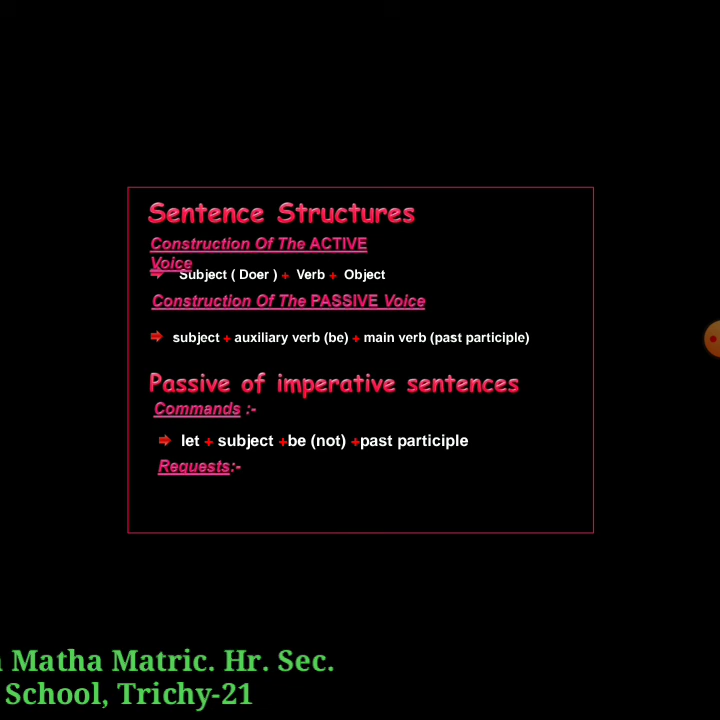 Sentence Structures
Construction Of The ACTIVE
Voice
Subject ( Doer ) + Verb + Object
Construction Of The PASSIVE Voice
subject + auxiliary verb (be) + main verb (past participle)
Passive of imperative sentences
Commands :-
let + subject +be (not) +past participle
Requests:-
Matha Matric. Hr. Sec.
School, Trichy-21